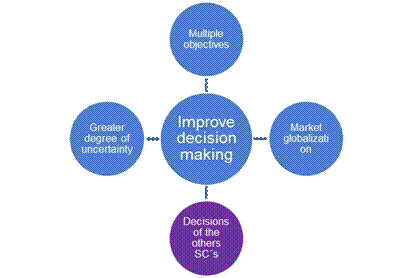 Multiple
objectives
Greater
degree of
uncertainty
Improve
decision
making
Market
globalizati
on
Decisions
of the
others
SC´s